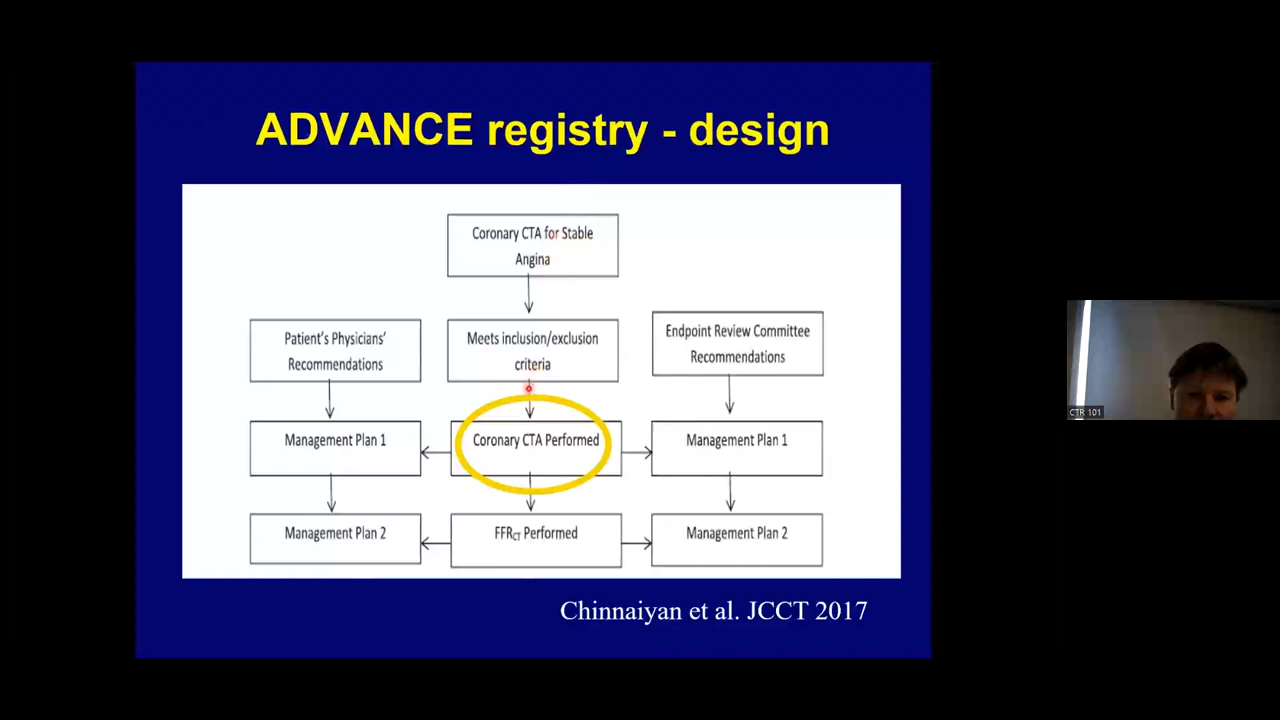 ADVANCE registry - design
Coronary CTA for Stable
Angina
Patient's Physicians'
Recommendations
Meets inclusion/exclusion
criteria
Endpoint Review Committee
Recommendations
Management Plan 1
Coronary CTA Performed
Management Plan 1
Management Plan 2
FFRCT Performed
Management Plan 2
Chinnaiyan et al. JCCT 2017
CTR 101